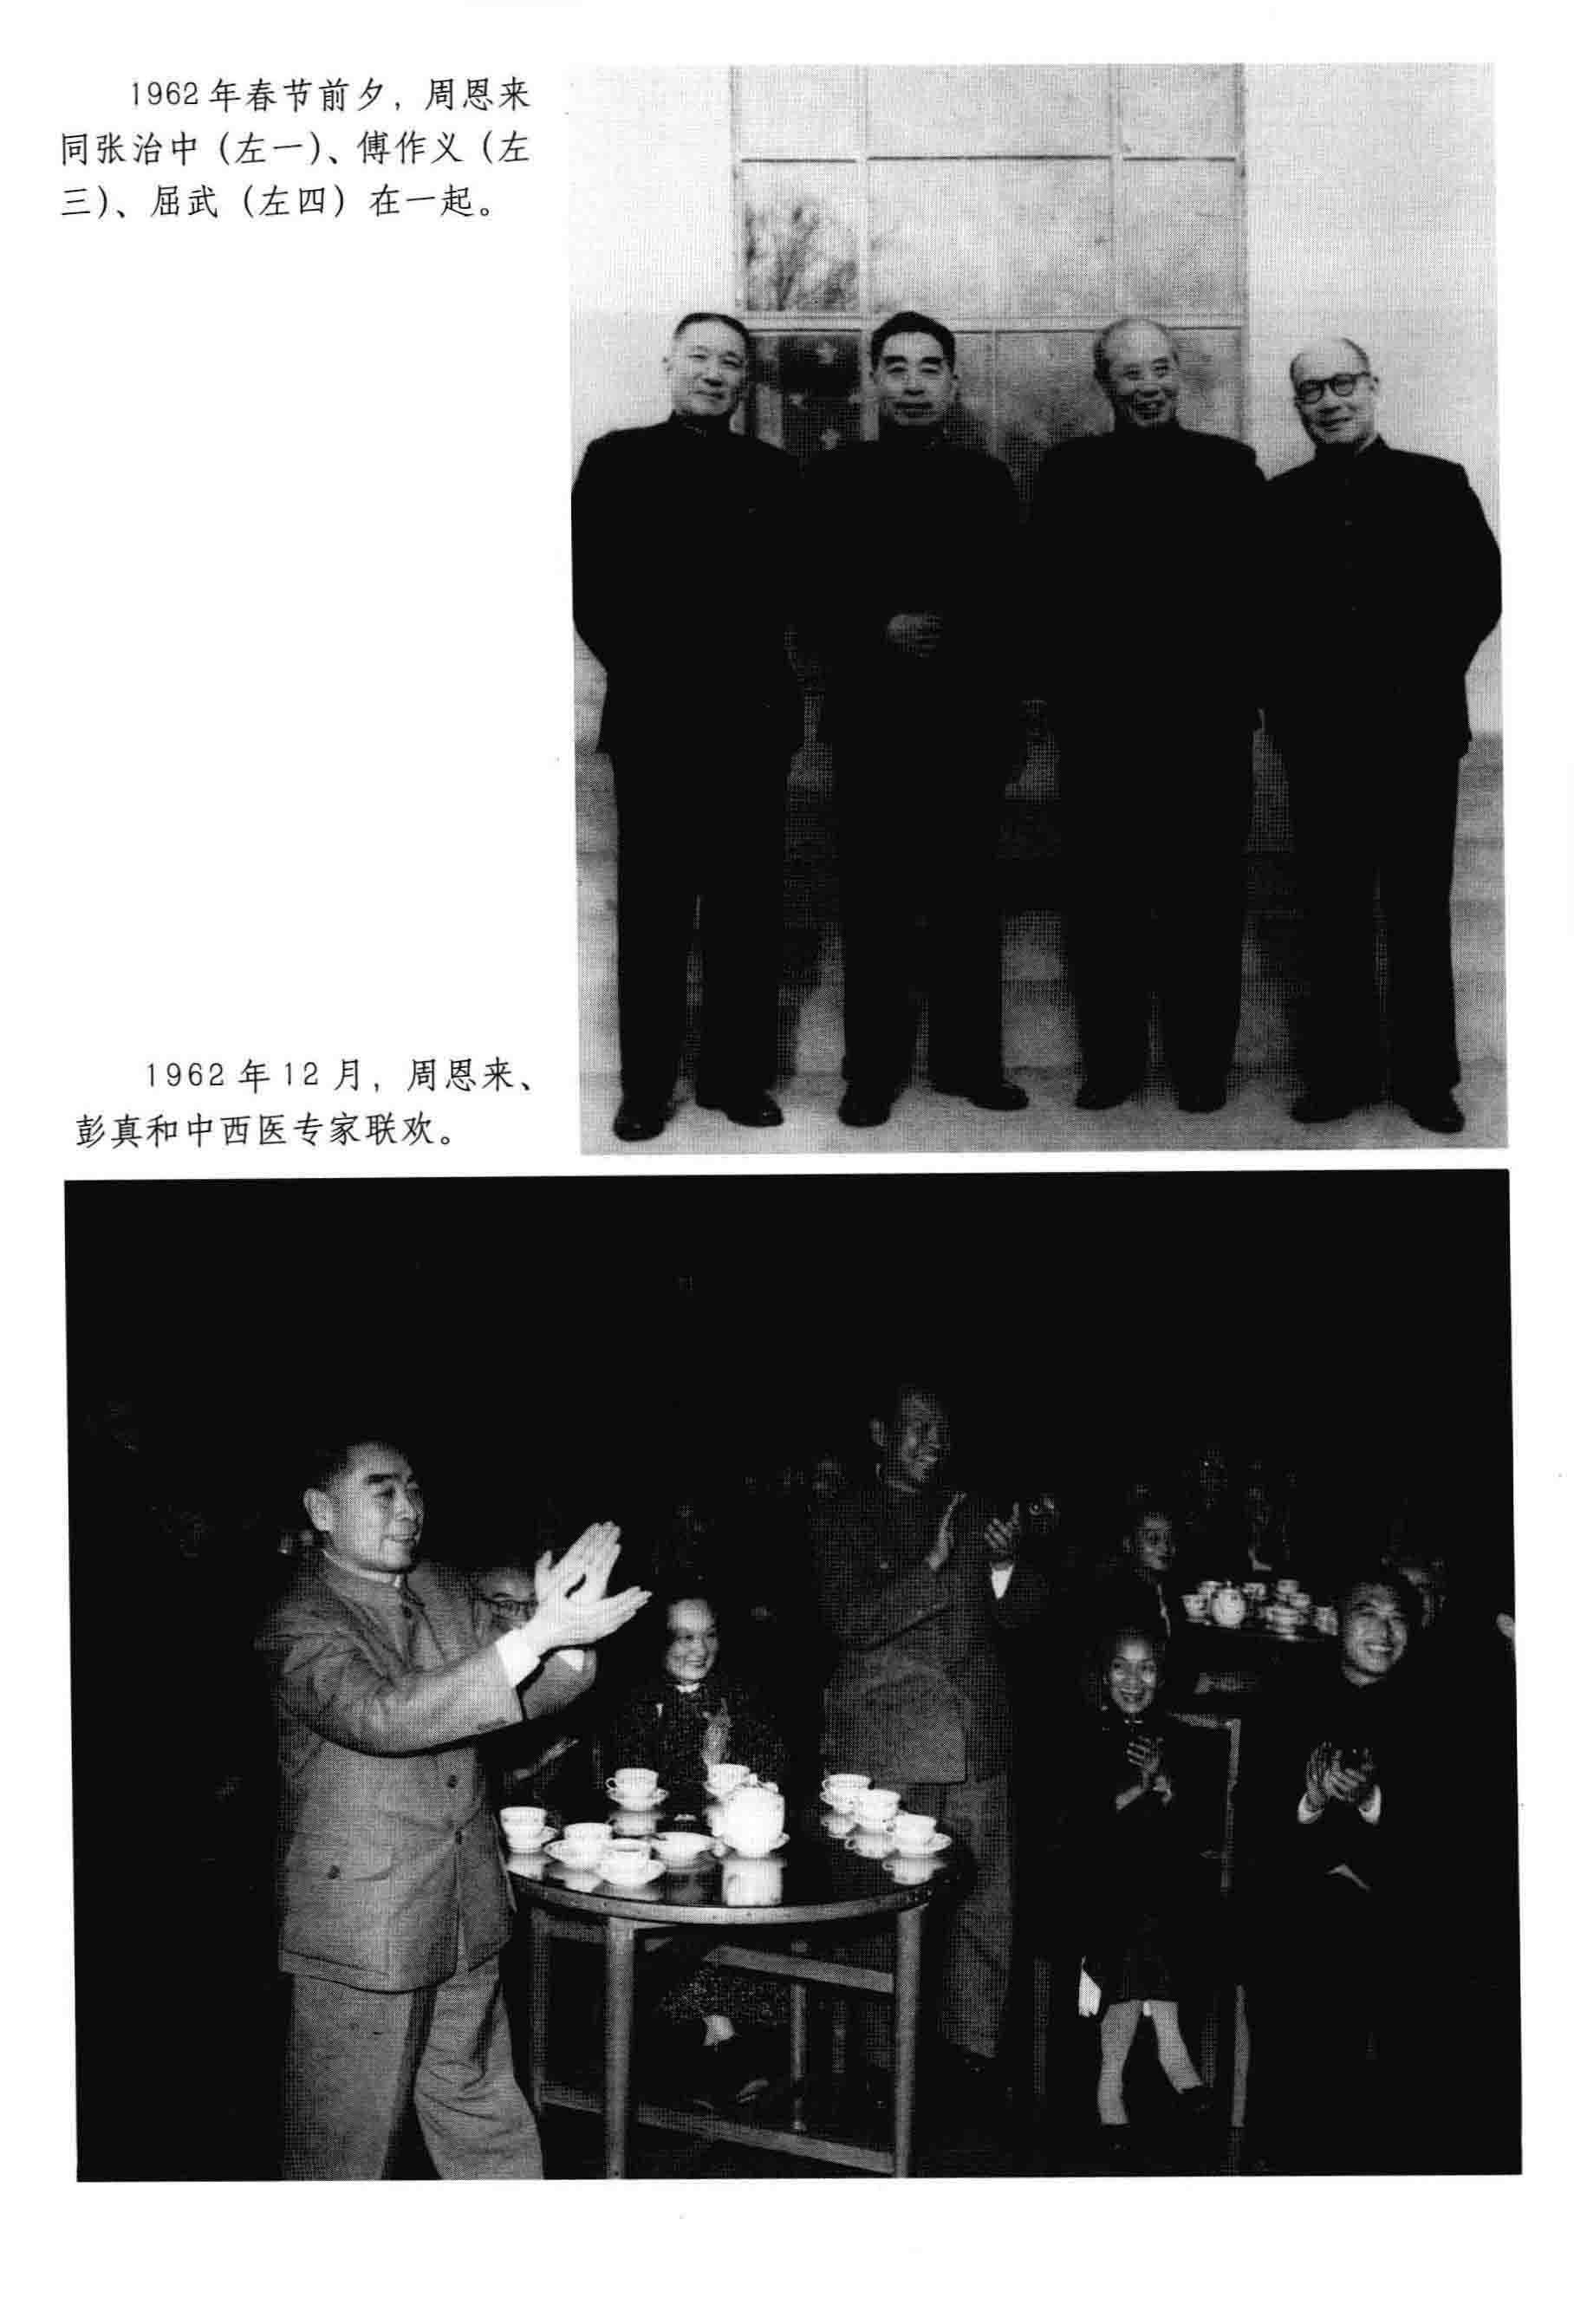 1962年春节前夕，周恩来
同张治中（左一）、傅作义（左
三）、屈武（左四）在一起。
1962年12月，周恩来、
彭真和中西医专家联欢。